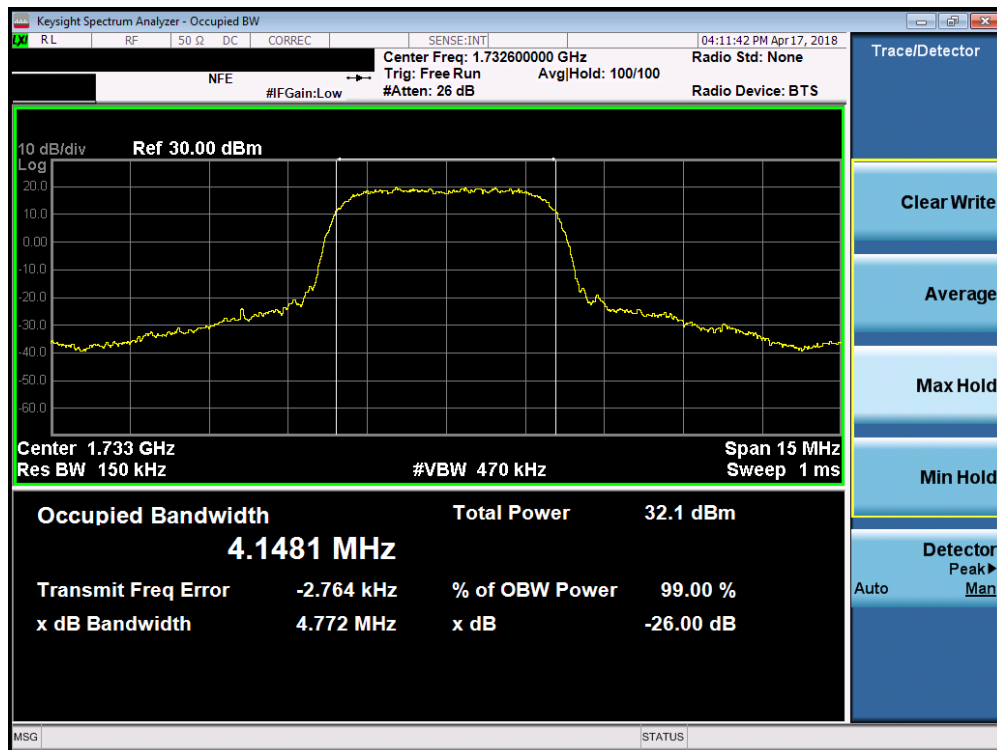 Keysight Spectrum Analyzer - Occupied BW
LXI RL RF 50 Ω DC CORREC SENSE:INT 04:11:42 PM Apr 17, 2018
Center Freq: 1.732600000 GHz Radio Std: None
NFE Trig: Free Run Avg|Hold: 100/100
#IFGain:Low #Atten: 26 dB Radio Device: BTS
10 dB/div Ref 30.00 dBm
Log
20.0
10.0
0.00
-10.0
-20.0
-30.0
-40.0
-50.0
-60.0
Center 1.733 GHz Span 15 MHz
Res BW 150 kHz #VBW 470 kHz Sweep 1 ms
Occupied Bandwidth Total Power 32.1 dBm
4.1481 MHz
Transmit Freq Error -2.764 kHz % of OBW Power 99.00 %
x dB Bandwidth 4.772 MHz x dB -26.00 dB
MSG STATUS
Trace/Detector
Clear Write
Average
Max Hold
Min Hold
Detector
Peak▶
Auto Man